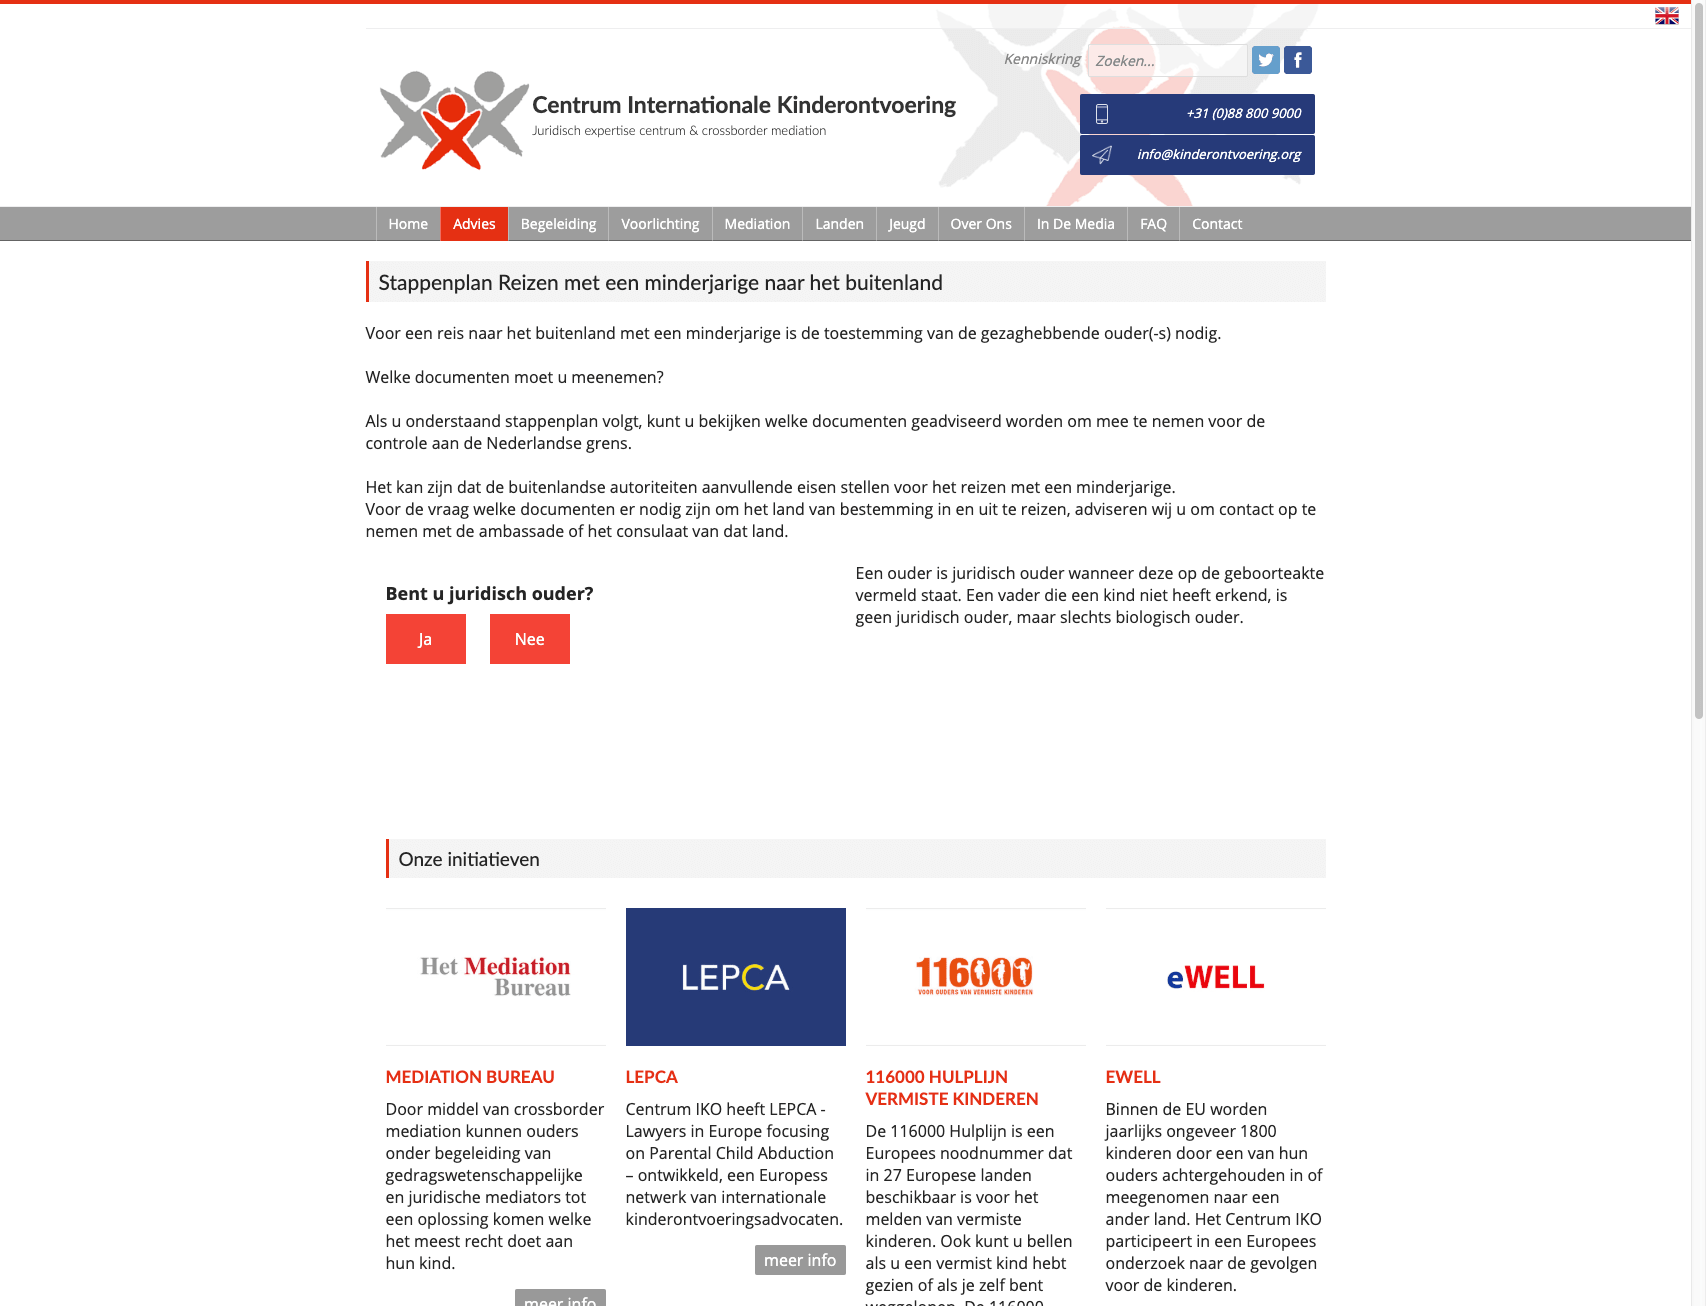 Kenniskring
Zoeken...
Centrum Internationale Kinderontvoering
Juridisch expertise centrum & crossborder mediation
+31 (0)88 800 9000
info@kinderontvoering.org
Home Advies Begeleiding Voorlichting Mediation Landen Jeugd Over Ons In De Media FAQ Contact
Stappenplan Reizen met een minderjarige naar het buitenland
Voor een reis naar het buitenland met een minderjarige is de toestemming van de gezaghebbende ouder(-s) nodig.
Welke documenten moet u meenemen?
Als u onderstaand stappenplan volgt, kunt u bekijken welke documenten geadviseerd worden om mee te nemen voor de
controle aan de Nederlandse grens.
Het kan zijn dat de buitenlandse autoriteiten aanvullende eisen stellen voor het reizen met een minderjarige.
Voor de vraag welke documenten er nodig zijn om het land van bestemming in en uit te reizen, adviseren wij u om contact op te
nemen met de ambassade of het consulaat van dat land.
Bent u juridisch ouder?
Ja
Nee
Een ouder is juridisch ouder wanneer deze op de geboorteakte
vermeld staat. Een vader die een kind niet heeft erkend, is
geen juridisch ouder, maar slechts biologisch ouder.
Onze initiatieven
Het Mediation
Bureau
MEDIATION BUREAU
Door middel van crossborder
mediation kunnen ouders
onder begeleiding van
gedragswetenschappelijke
en juridische mediators tot
een oplossing komen welke
het meest recht doet aan
hun kind.
meer info
LEPCA
LEPCA
Centrum IKO heeft LEPCA -
Lawyers in Europe focusing
on Parental Child Abduction
– ontwikkeld, een Europess
netwerk van internationale
kinderontvoeringsadvocaten.
meer info
116000
VOOR OUDERS VAN VERMISTE KINDEREN
116000 HULPLIJN
VERMISTE KINDEREN
De 116000 Hulplijn is een
Europees noodnummer dat
in 27 Europese landen
beschikbaar is voor het
melden van vermiste
kinderen. Ook kunt u bellen
als u een vermist kind hebt
gezien of als je zelf bent
weggelopen. De 116000
eWELL
EWELL
Binnen de EU worden
jaarlijks ongeveer 1800
kinderen door een van hun
ouders achtergehouden in of
meegenomen naar een
ander land. Het Centrum IKO
participeert in een Europees
onderzoek naar de gevolgen
voor de kinderen.